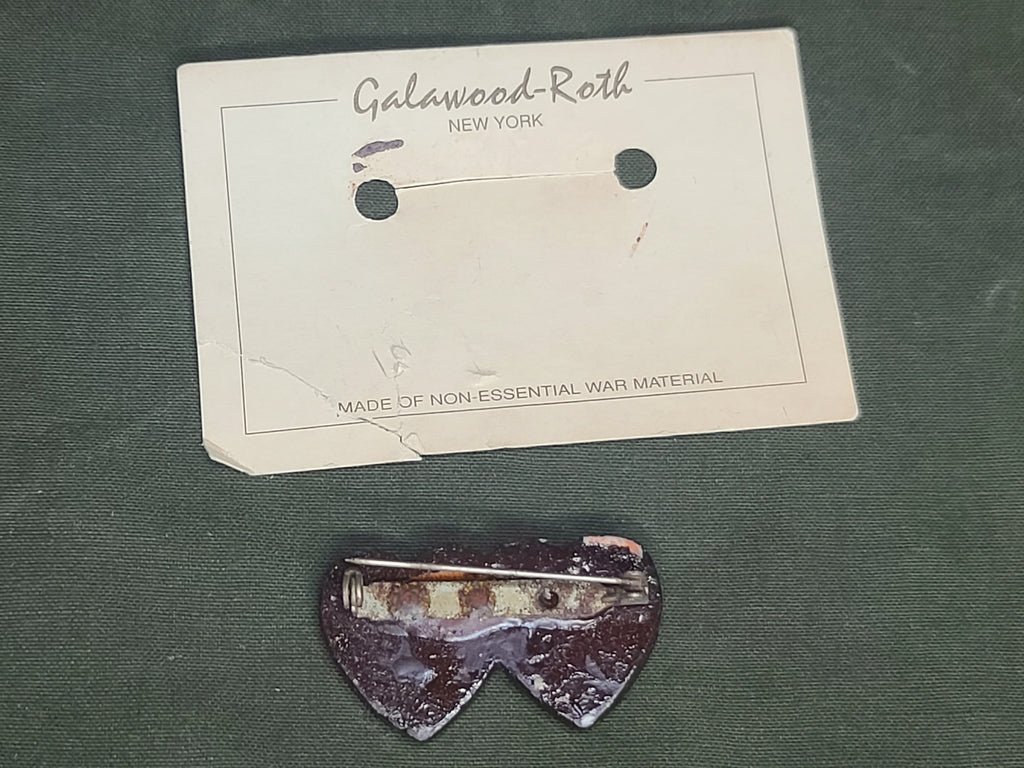 Galawood-Roth
NEW YORK
MADE OF NON-ESSENTIAL WAR MATERIAL